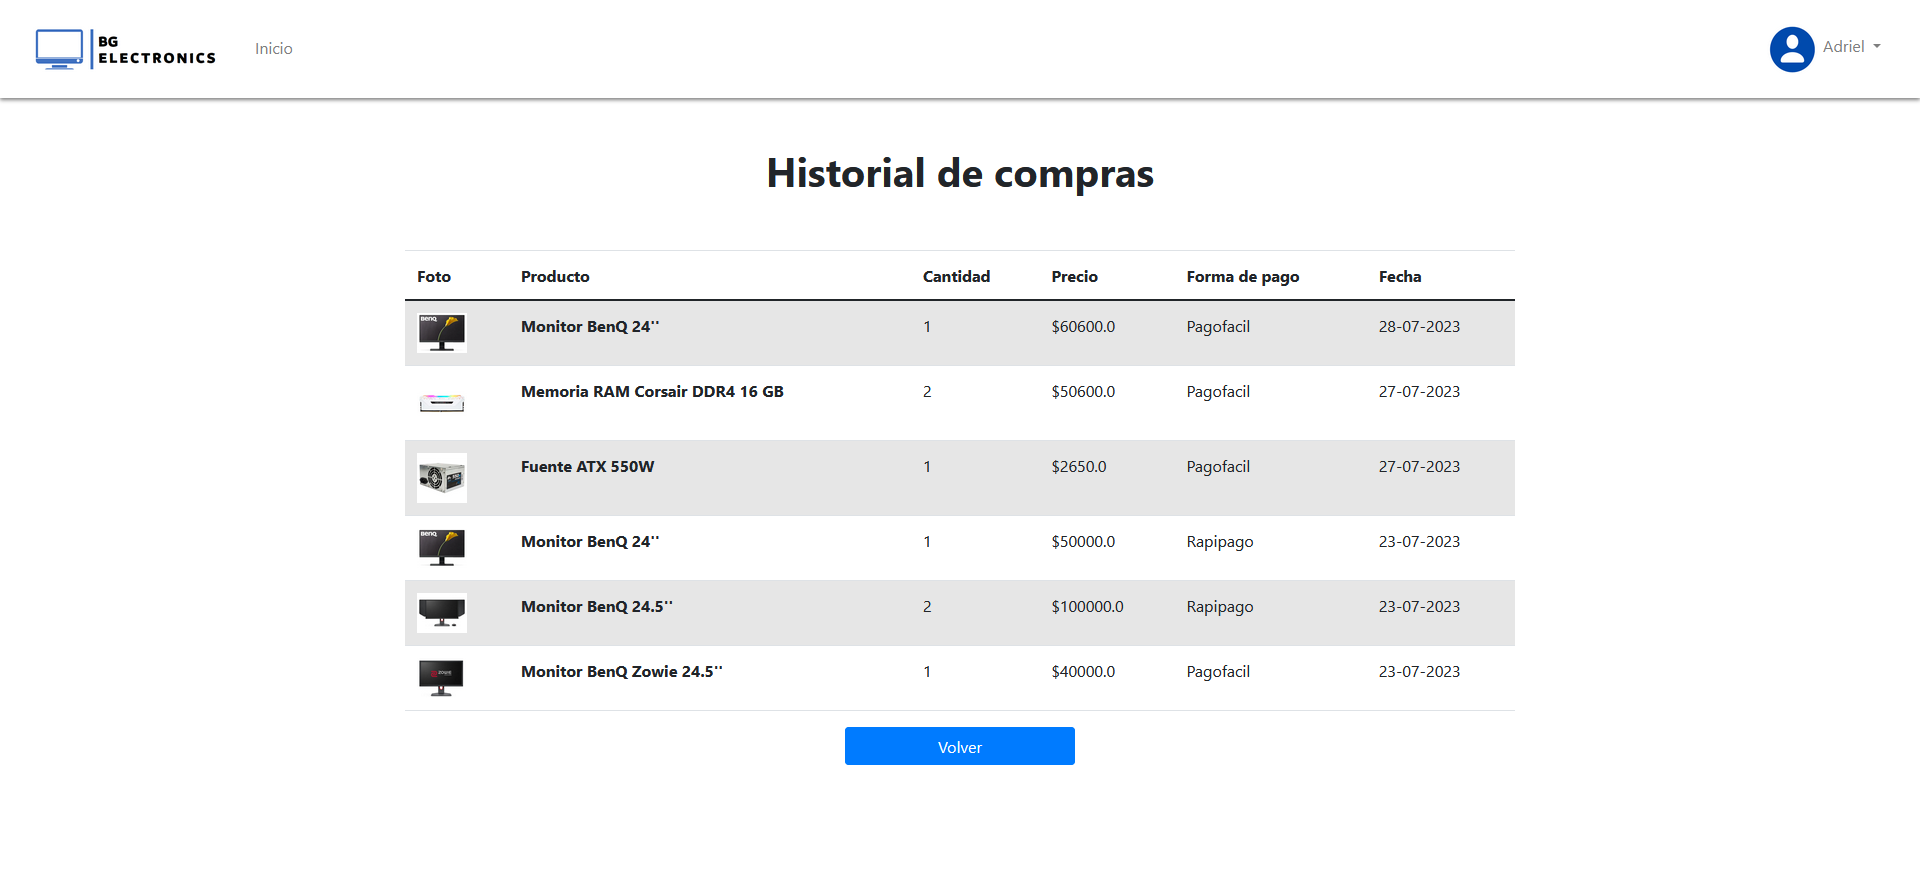 BG
ELECTRONICS
Inicio
Adriel
Historial de compras
Foto Producto Cantidad Precio Forma de pago Fecha
BenQ
Monitor BenQ 24'' 1 $60600.0 Pagofacil 28-07-2023
Memoria RAM Corsair DDR4 16 GB 2 $50600.0 Pagofacil 27-07-2023
Fuente ATX 550W 1 $2650.0 Pagofacil 27-07-2023
BenQ
Monitor BenQ 24'' 1 $50000.0 Rapipago 23-07-2023
Monitor BenQ 24.5'' 2 $100000.0 Rapipago 23-07-2023
ZOWIE
Monitor BenQ Zowie 24.5'' 1 $40000.0 Pagofacil 23-07-2023
Volver